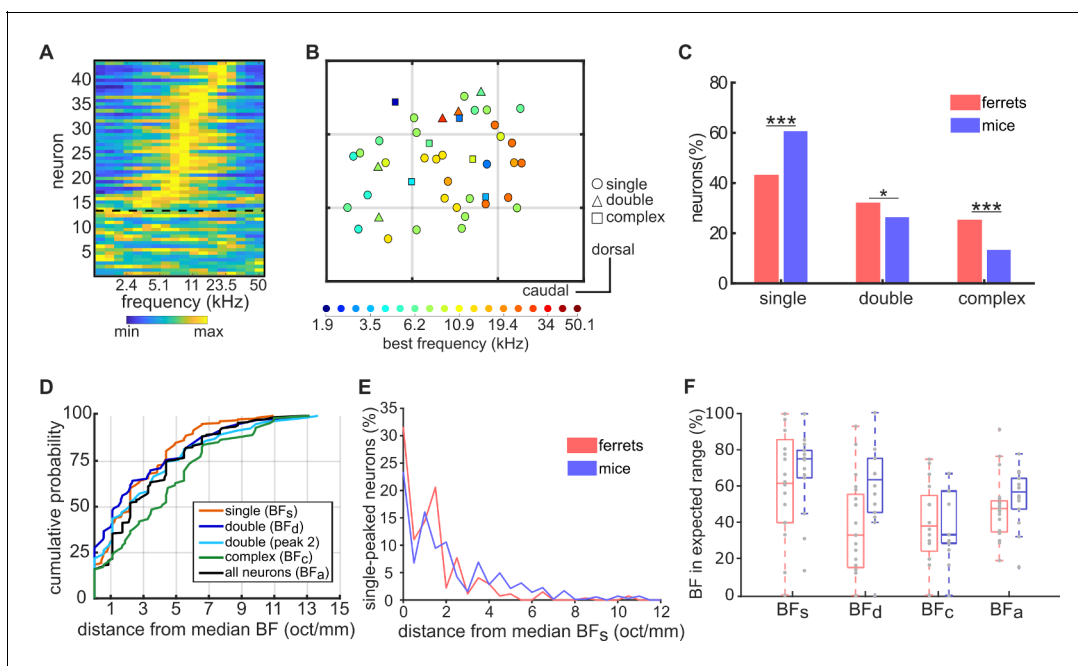 A
neuron
40
35
30
25
20
15
10
5
2.4 5.1 11 23.5 50
frequency (kHz)
min max
B
single
double
complex
dorsal
caudal
1.9 3.5 6.2 10.9 19.4 34 50.1
best frequency (kHz)
C
neurons(%)
80
60
40
20
0
ferrets
mice
***
*
***
single double complex
D
cumulative probability
100
75
50
25
0
single (BFs)
double (BFd)
double (peak 2)
complex (BFc)
all neurons (BFa)
1 3 5 7 9 11 13 15
distance from median BF (oct/mm)
E
single-peaked neurons (%)
35
30
25
20
15
10
5
0
ferrets
mice
0 2 4 6 8 10 12
distance from median BFs (oct/mm)
F
BF in expected range (%)
100
80
60
40
20
0
ferrets
mice
BFs BFd BFc BFa